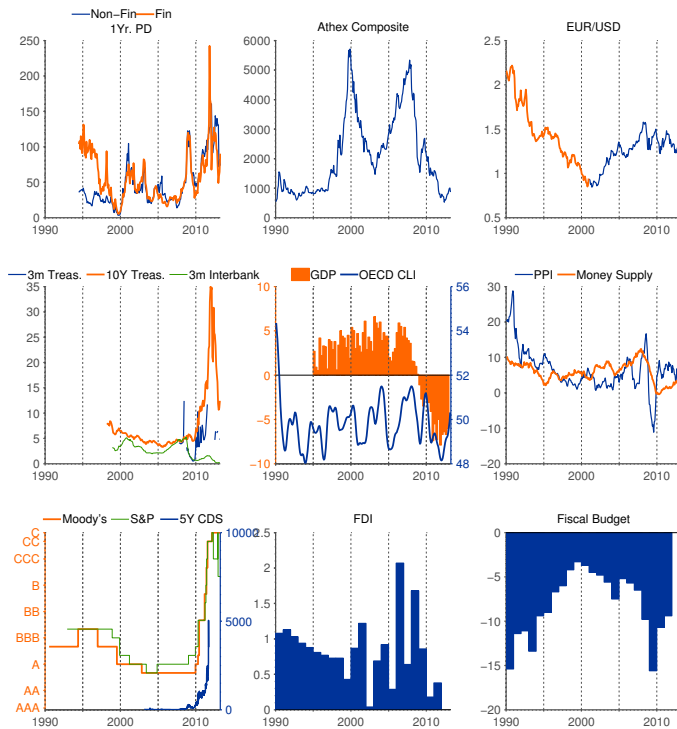 Non-Fin Fin
1Yr. PD
250
200
150
100
50
0
1990 2000 2010
Athex Composite
6000
5000
4000
3000
2000
1000
0
1990 2000 2010
EUR/USD
2.5
2
1.5
1
0.5
1990 2000 2010
3m Treas. 10Y Treas. 3m Interbank
35
30
25
20
15
10
5
0
1990 2000 2010
GDP OECD CLI
10
5
0
−5
−10
56
54
52
50
48
1990 2000 2010
PPI Money Supply
30
20
10
0
−10
−20
1990 2000 2010
Moody's S&P 5Y CDS
C
CC
CCC
B
BB
BBB
A
AA
AAA
10000
5000
0
1990 2000 2010
FDI
2.5
2
1.5
1
0.5
0
1990 2000 2010
Fiscal Budget
0
−5
−10
−15
−20
1990 2000 2010